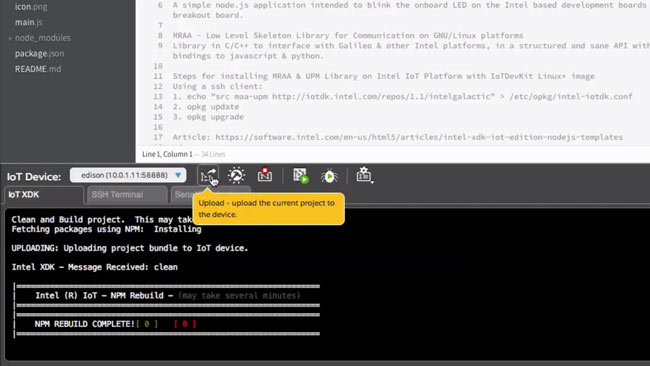 icon.png
main.js
node_modules
package.json
README.md
6 A simple node.js application intended to blink the onboard LED on the Intel based development boards
breakout board.
7
8 MRAA - Low Level Skeleton Library for Communication on GNU/Linux platforms
9 Library in C/C++ to interface with Galileo & other Intel platforms, in a structured and sane API with
bindings to javascript & python.
10
11 Steps for installing MRAA & UPM Library on Intel IoT Platform with IoTDevKit Linux* image
12 Using a ssh client:
13 1. echo "src maa-upm http://iotdk.intel.com/repos/1.1/intelgalactic" > /etc/opkg/intel-iotdk.conf
14 2. opkg update
15 3. opkg upgrade
16
17 Article: https://software.intel.com/en-us/html5/articles/intel-xdk-iot-edition-nodejs-templates
Line 1, Column 1 — 34 Lines
IoT Device: edison (10.0.1.11:58888)
IoT XDK SSH Terminal Serial
Upload - upload the current project to
the device.
Clean and Build project. This may tak
Fetching packages using NPM: Installing
UPLOADING: Uploading project bundle to IoT device.
Intel XDK - Message Received: clean
Intel (R) IoT - NPM Rebuild - (may take several minutes)
NPM REBUILD COMPLETE![ 0 ] [ 0 ]